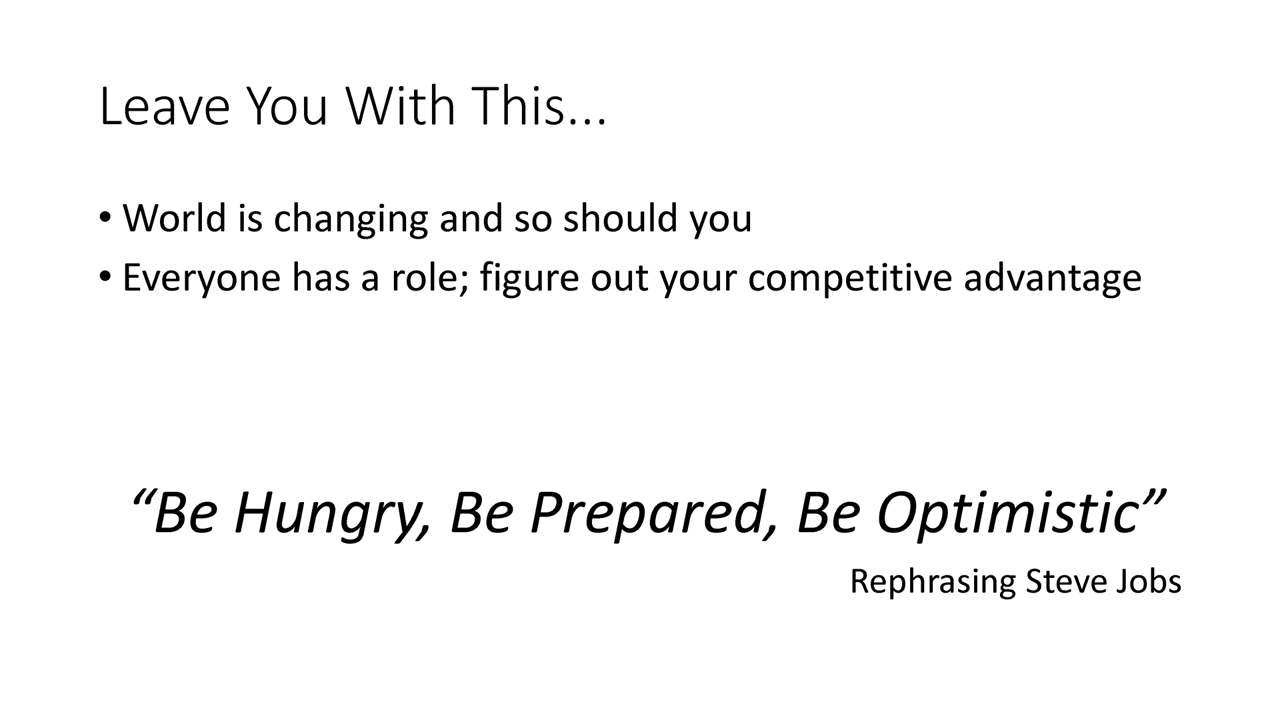 Leave You With This...
• World is changing and so should you
• Everyone has a role; figure out your competitive advantage
“Be Hungry, Be Prepared, Be Optimistic”
Rephrasing Steve Jobs